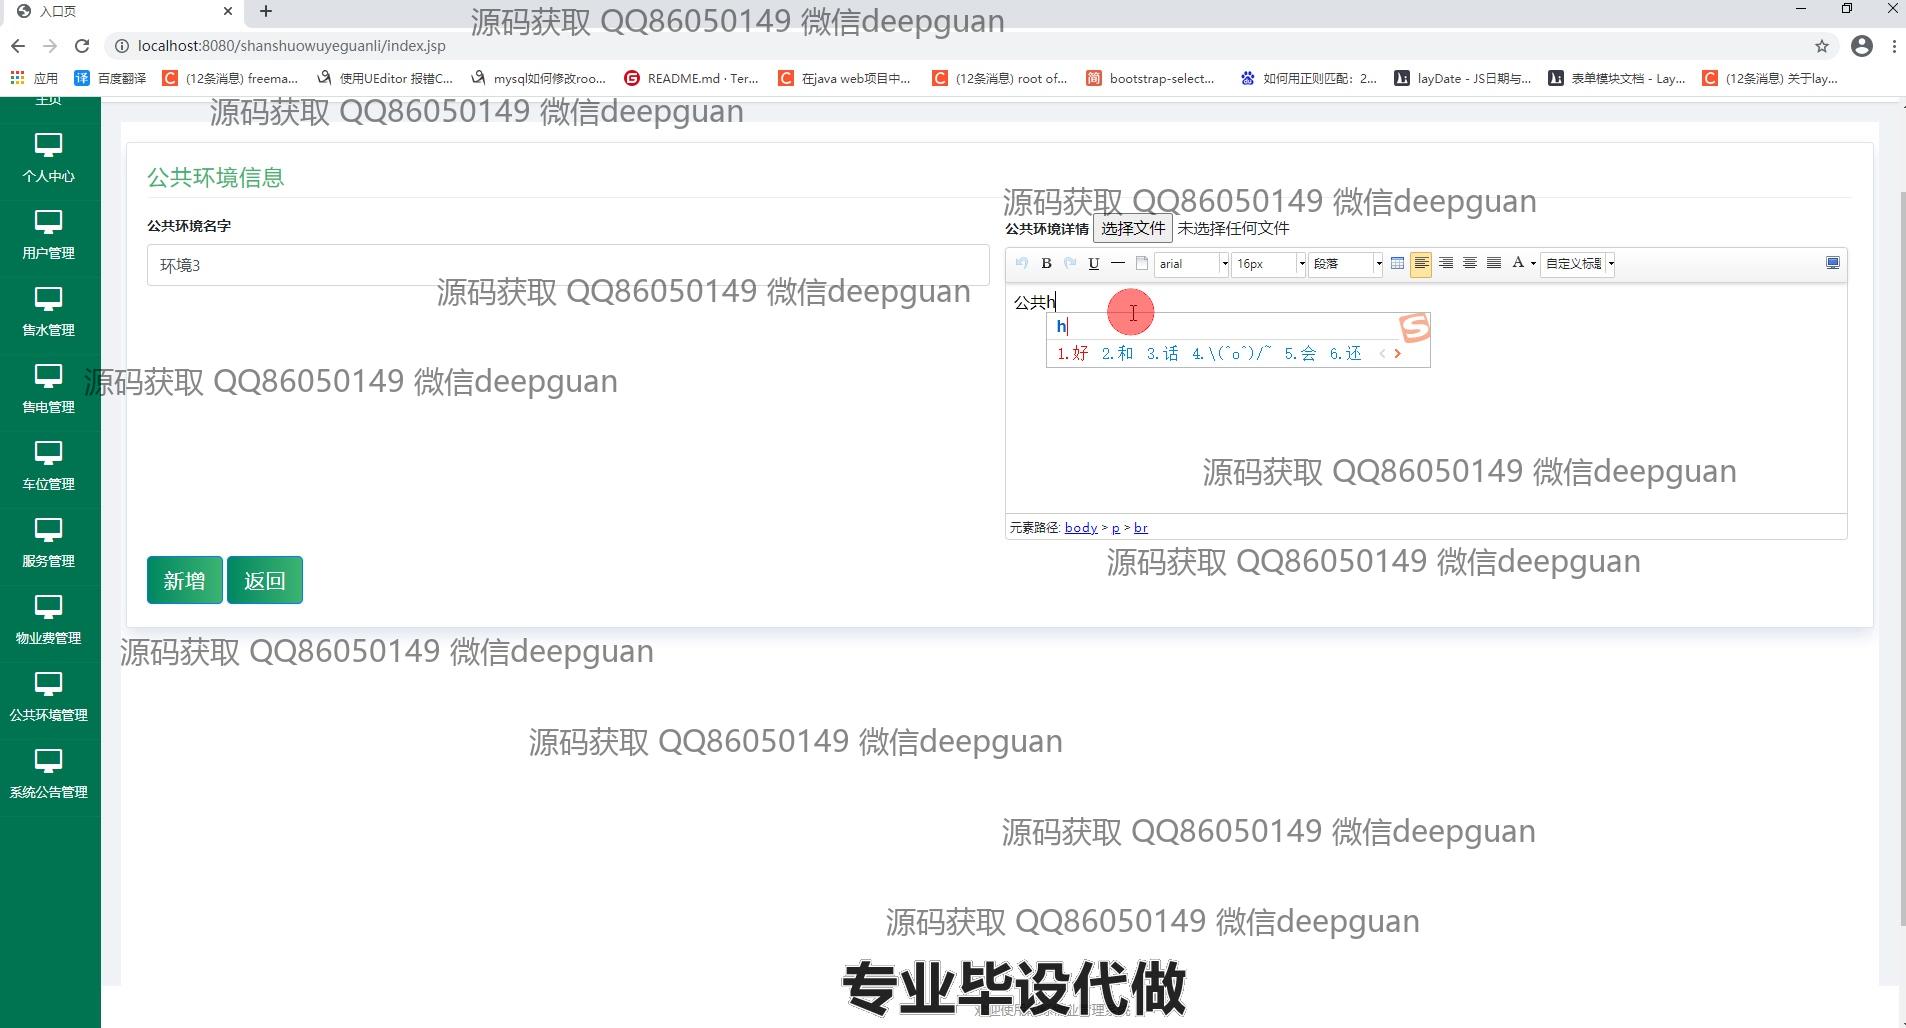 入口页
源码获取 QQ86050149 微信deepguan
localhost:8080/shanshuowuyeguanli/index.jsp
应用 百度翻译 (12条消息) freema... 使用UEditor 报错C... mysql如何修改roo... README.md · Ter... 在java web项目中... (12条消息) root of... bootstrap-select... 如何用正则匹配：2... layDate - JS日期与... 表单模块文档 - Lay... (12条消息) 关于lay...
主页
源码获取 QQ86050149 微信deepguan
个人中心
公共环境信息
源码获取 QQ86050149 微信deepguan
公共环境名字
公共环境详情 选择文件 未选择任何文件
用户管理
环境3
B U arial 16px 段落 A 自定义标题
源码获取 QQ86050149 微信deepguan
公共h
h
售水管理
1.好 2.和 3.话 4.\(^o^)/~ 5.会 6.还
源码获取 QQ86050149 微信deepguan
售电管理
源码获取 QQ86050149 微信deepguan
车位管理
元素路径: body > p > br
服务管理
源码获取 QQ86050149 微信deepguan
新增 返回
物业费管理
源码获取 QQ86050149 微信deepguan
公共环境管理
源码获取 QQ86050149 微信deepguan
系统公告管理
源码获取 QQ86050149 微信deepguan
源码获取 QQ86050149 微信deepguan
专业毕设代做